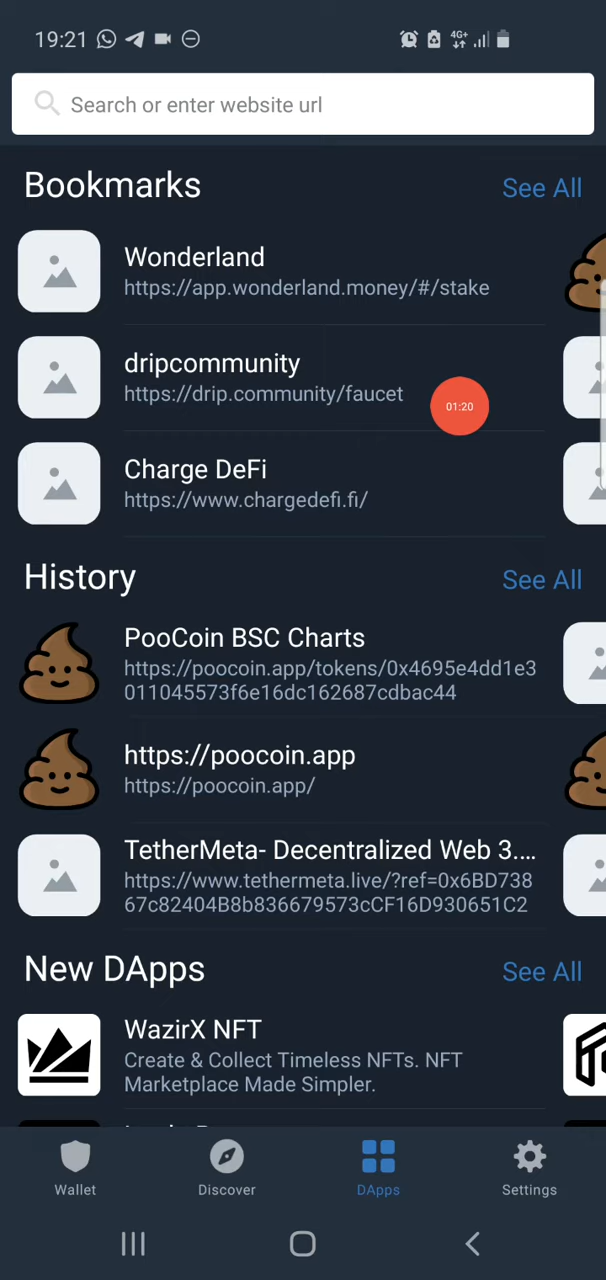 19:21
4G+
Search or enter website url
Bookmarks
See All
Wonderland
https://app.wonderland.money/#/stake
dripcommunity
https://drip.community/faucet
01:20
Charge DeFi
https://www.chargedefi.fi/
History
See All
PooCoin BSC Charts
https://poocoin.app/tokens/0x4695e4dd1e3
011045573f6e16dc162687cdbac44
https://poocoin.app
https://poocoin.app/
TetherMeta- Decentralized Web 3....
https://www.tethermeta.live/?ref=0x6BD738
67c82404B8b836679573cCF16D930651C2
New DApps
See All
WazirX NFT
Create & Collect Timeless NFTs. NFT
Marketplace Made Simpler.
Wallet
Discover
DApps
Settings